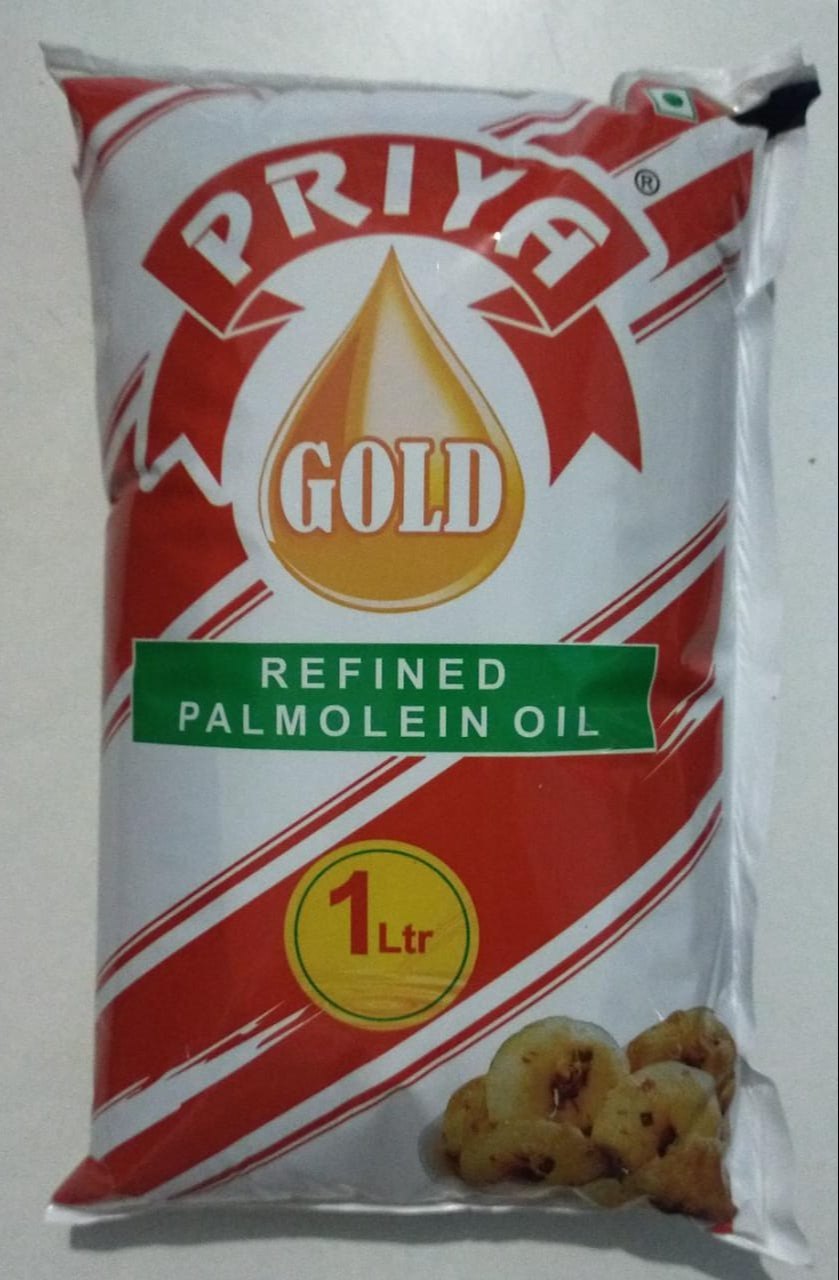 PRIYA
®
GOLD
REFINED
PALMOLEIN OIL
1 Ltr